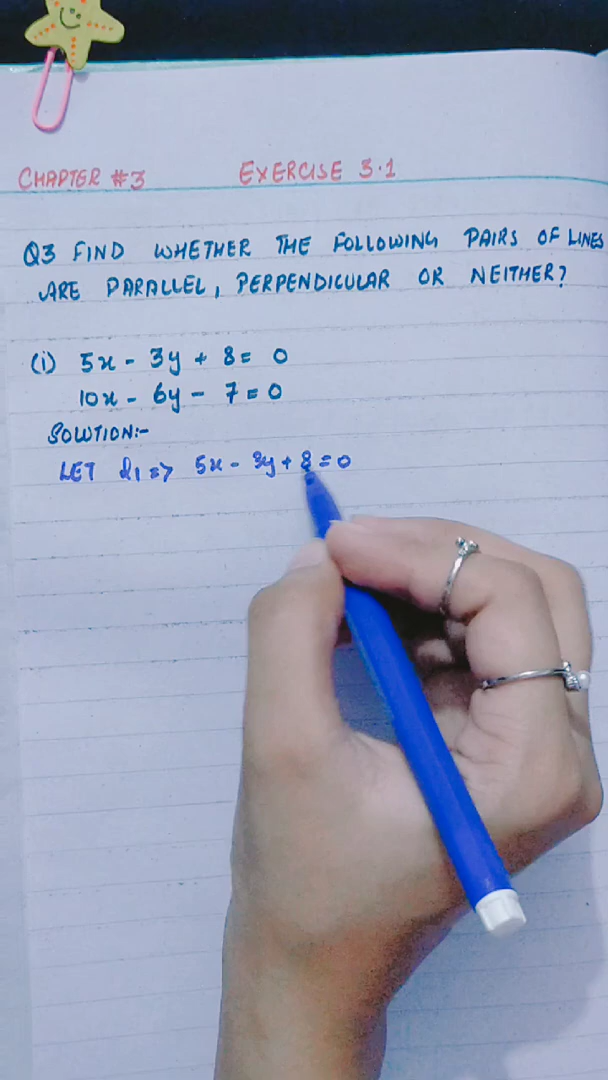 CHAPTER #3 EXERCISE 3.1
Q3 FIND WHETHER THE FOLLOWING PAIRS OF LINES
ARE PARALLEL, PERPENDICULAR OR NEITHER?
(i) 5x - 3y + 8 = 0
10x - 6y - 7 = 0
SOLUTION:-
LET l₁ => 5x - 3y + 8 = 0